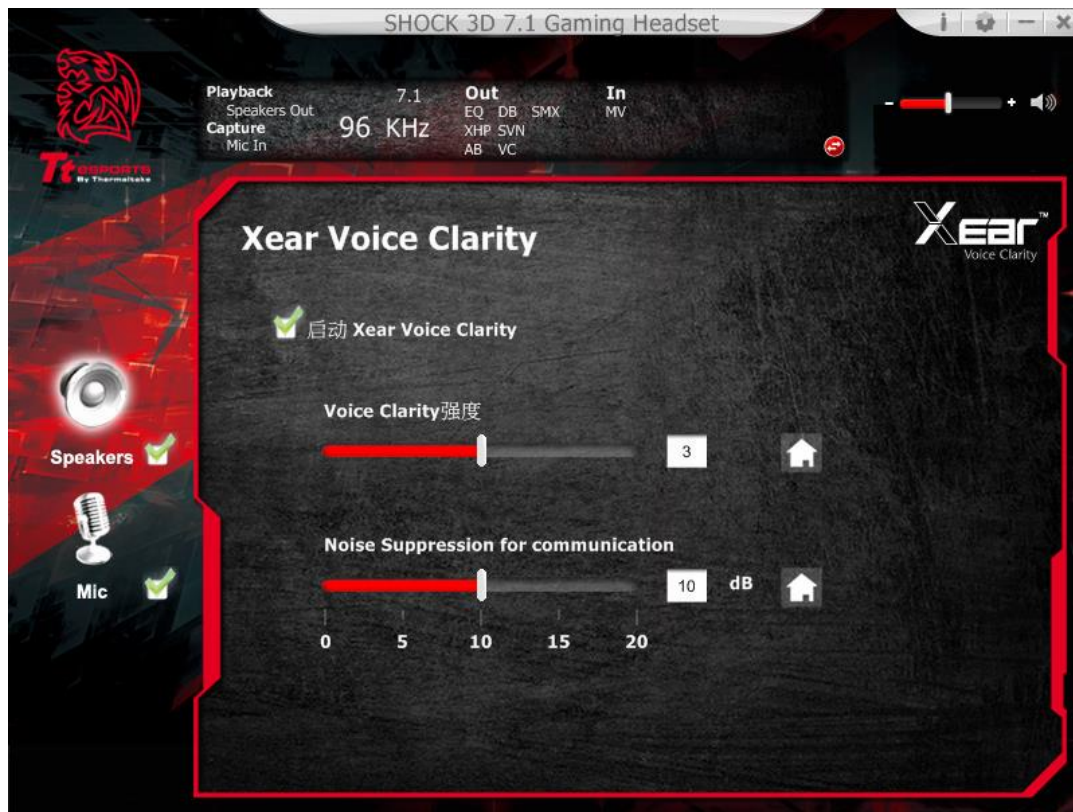 SHOCK 3D 7.1 Gaming Headset
i
Playback 7.1 Out In
Speakers Out EQ DB SMX MV
Capture 96 KHz XHP SVN
Mic In AB VC
- +
Tt eSPORTS
By Thermaltake
Xear Voice Clarity
Xear™
Voice Clarity
启动 Xear Voice Clarity
Voice Clarity强度
3
Speakers
Noise Suppression for communication
10 dB
Mic
0 5 10 15 20